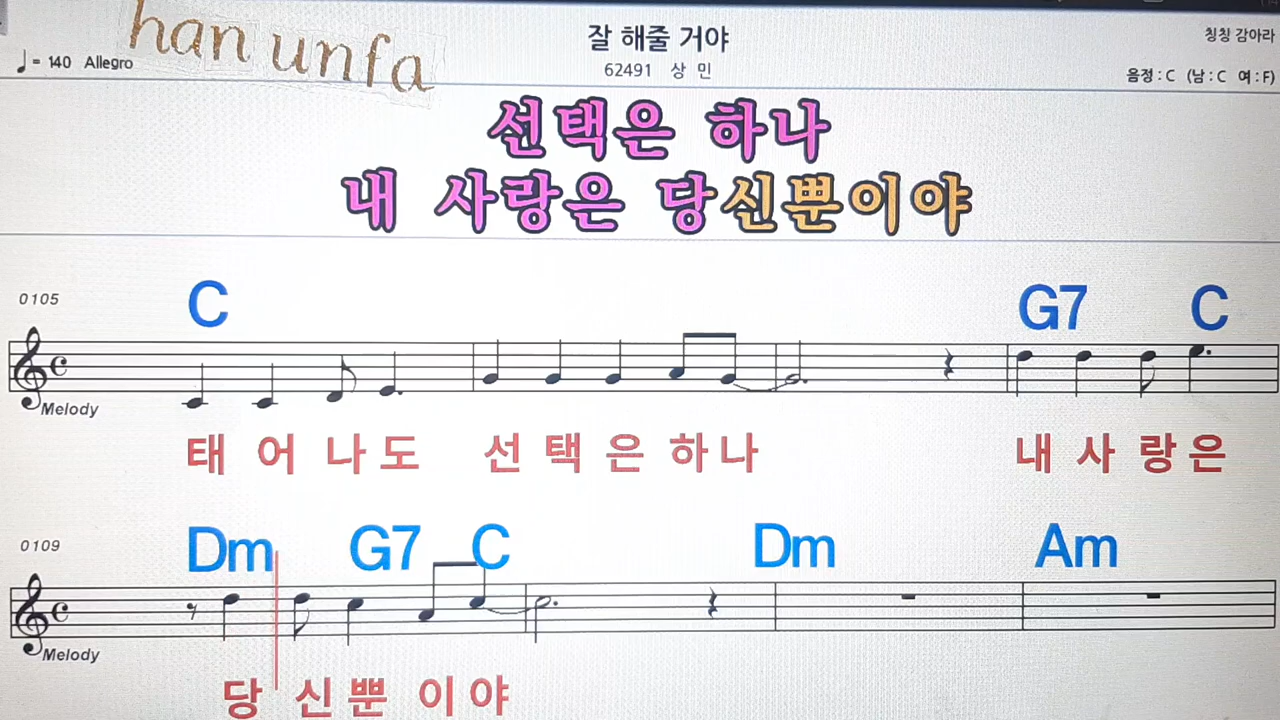 han unfa
잘 해줄 거야
칭칭 감아라
♩= 140 Allegro
62491 상 민
음정 : C (남 : C 여 : F)
선택은 하나
내 사랑은 당신뿐이야
0105
C G7 C
Melody
태 어 나 도 선 택 은 하 나 내 사 랑 은
0109
Dm G7 C Dm Am
Melody
당 신 뿐 이 야